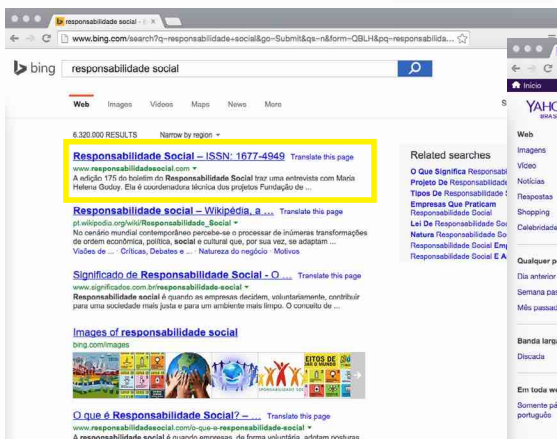 responsabilidade social -
www.bing.com/search?q=responsabilidade+social&go=Submit&qs=n&form=QBLH&pq=responsabilida...
bing
responsabilidade social
Web Images Videos Maps News More
6.320.000 RESULTS Narrow by region
Responsabilidade Social – ISSN: 1677-4949 Translate this page
www.responsabilidadesocial.com
A edição 175 do boletim do Responsabilidade Social traz uma entrevista com Maria
Helena Godoy. Ela é coordenadora técnica dos projetos Fundação de ...
Responsabilidade social – Wikipédia, a ... Translate this page
pt.wikipedia.org/wiki/Responsabilidade_Social
No cenário mundial contemporâneo percebe-se o processar de inúmeras transformações
de ordem econômica, política, social e cultural que, por sua vez, se adaptam ...
Visões de ... · Críticas, Debates e ... · Natureza do negócio · Motivos
Significado de Responsabilidade Social - O ... Translate this page
www.significados.com.br/responsabilidade-social
Responsabilidade social é quando as empresas decidem, voluntariamente, contribuir
para uma sociedade mais justa e para um ambiente mais limpo. O conceito de ...
Images of responsabilidade social
bing.com/images
EITOS DE
O que é Responsabilidade Social? – ... Translate this page
www.responsabilidadesocial.com/o-que-e-responsabilidade-social
A responsabilidade social é quando empresas, de forma voluntária, adotam posturas
Related searches
O Que Significa Responsabil
Projeto De Responsabilidade
Tipos De Responsabilidade
Empresas Que Praticam
Responsabilidade Social
Lei De Responsabilidade So
Natura Responsabilidade So
Responsabilidade Social Em
Responsabilidade Social E A
Início
YAHO
BRAS
Web
Imagens
Vídeo
Notícias
Respostas
Shopping
Celebridade
Qualquer p
Dia anterior
Semana pas
Mês passad
Banda larga
Discada
Em toda we
Somente pá
português